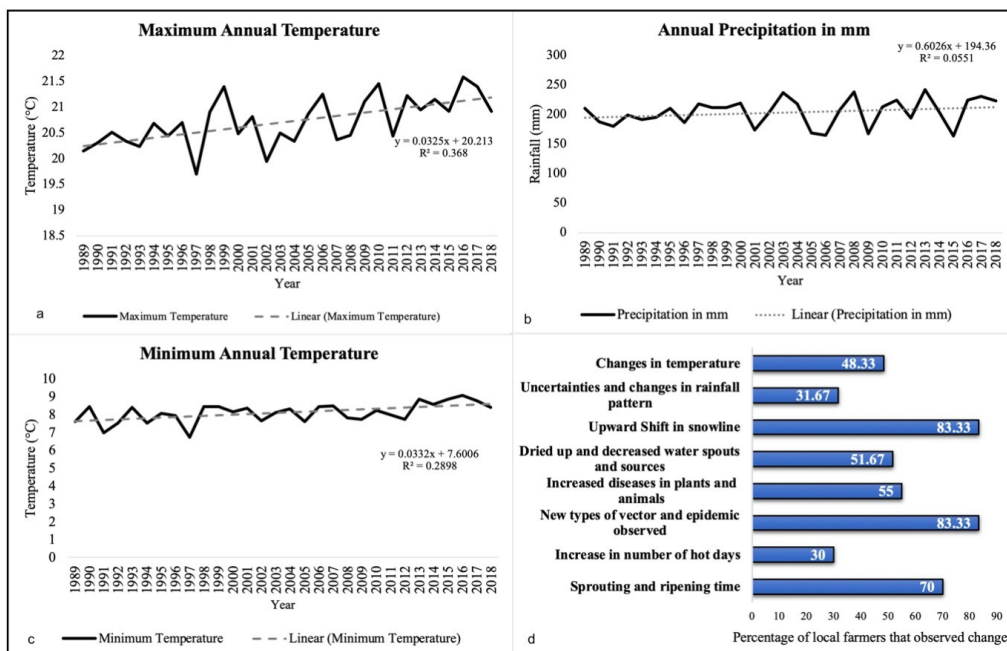 Maximum Annual Temperature
22
21.5
21
20.5
20
19.5
19
18.5
Temperature (°C)
y = 0.0325x + 20.213
R² = 0.368
1989 1990 1991 1992 1993 1994 1995 1996 1997 1998 1999 2000 2001 2002 2003 2004 2005 2006 2007 2008 2009 2010 2011 2012 2013 2014 2015 2016 2017 2018
Year
a
Maximum Temperature
Linear (Maximum Temperature)
Annual Precipitation in mm
y = 0.6026x + 194.36
R² = 0.0551
300
250
200
150
100
50
0
Rainfall (mm)
1989 1990 1991 1992 1993 1994 1995 1996 1997 1998 1999 2000 2001 2002 2003 2004 2005 2006 2007 2008 2009 2010 2011 2012 2013 2014 2015 2016 2017 2018
Year
b
Precipitation in mm
Linear (Precipitation in mm)
Minimum Annual Temperature
10
9
8
7
6
5
4
3
2
1
0
Temperature (°C)
y = 0.0332x + 7.6006
R² = 0.2898
1989 1990 1991 1992 1993 1994 1995 1996 1997 1998 1999 2000 2001 2002 2003 2004 2005 2006 2007 2008 2009 2010 2011 2012 2013 2014 2015 2016 2017 2018
Year
c
Minimum Temperature
Linear (Minimum Temperature)
Changes in temperature
48.33
Uncertainties and changes in rainfall
pattern
31.67
Upward Shift in snowline
83.33
Dried up and decreased water spouts
and sources
51.67
Increased diseases in plants and
animals
55
New types of vector and epidemic
observed
83.33
Increase in number of hot days
30
Sprouting and ripening time
70
0 10 20 30 40 50 60 70 80 90
d
Percentage of local farmers that observed change